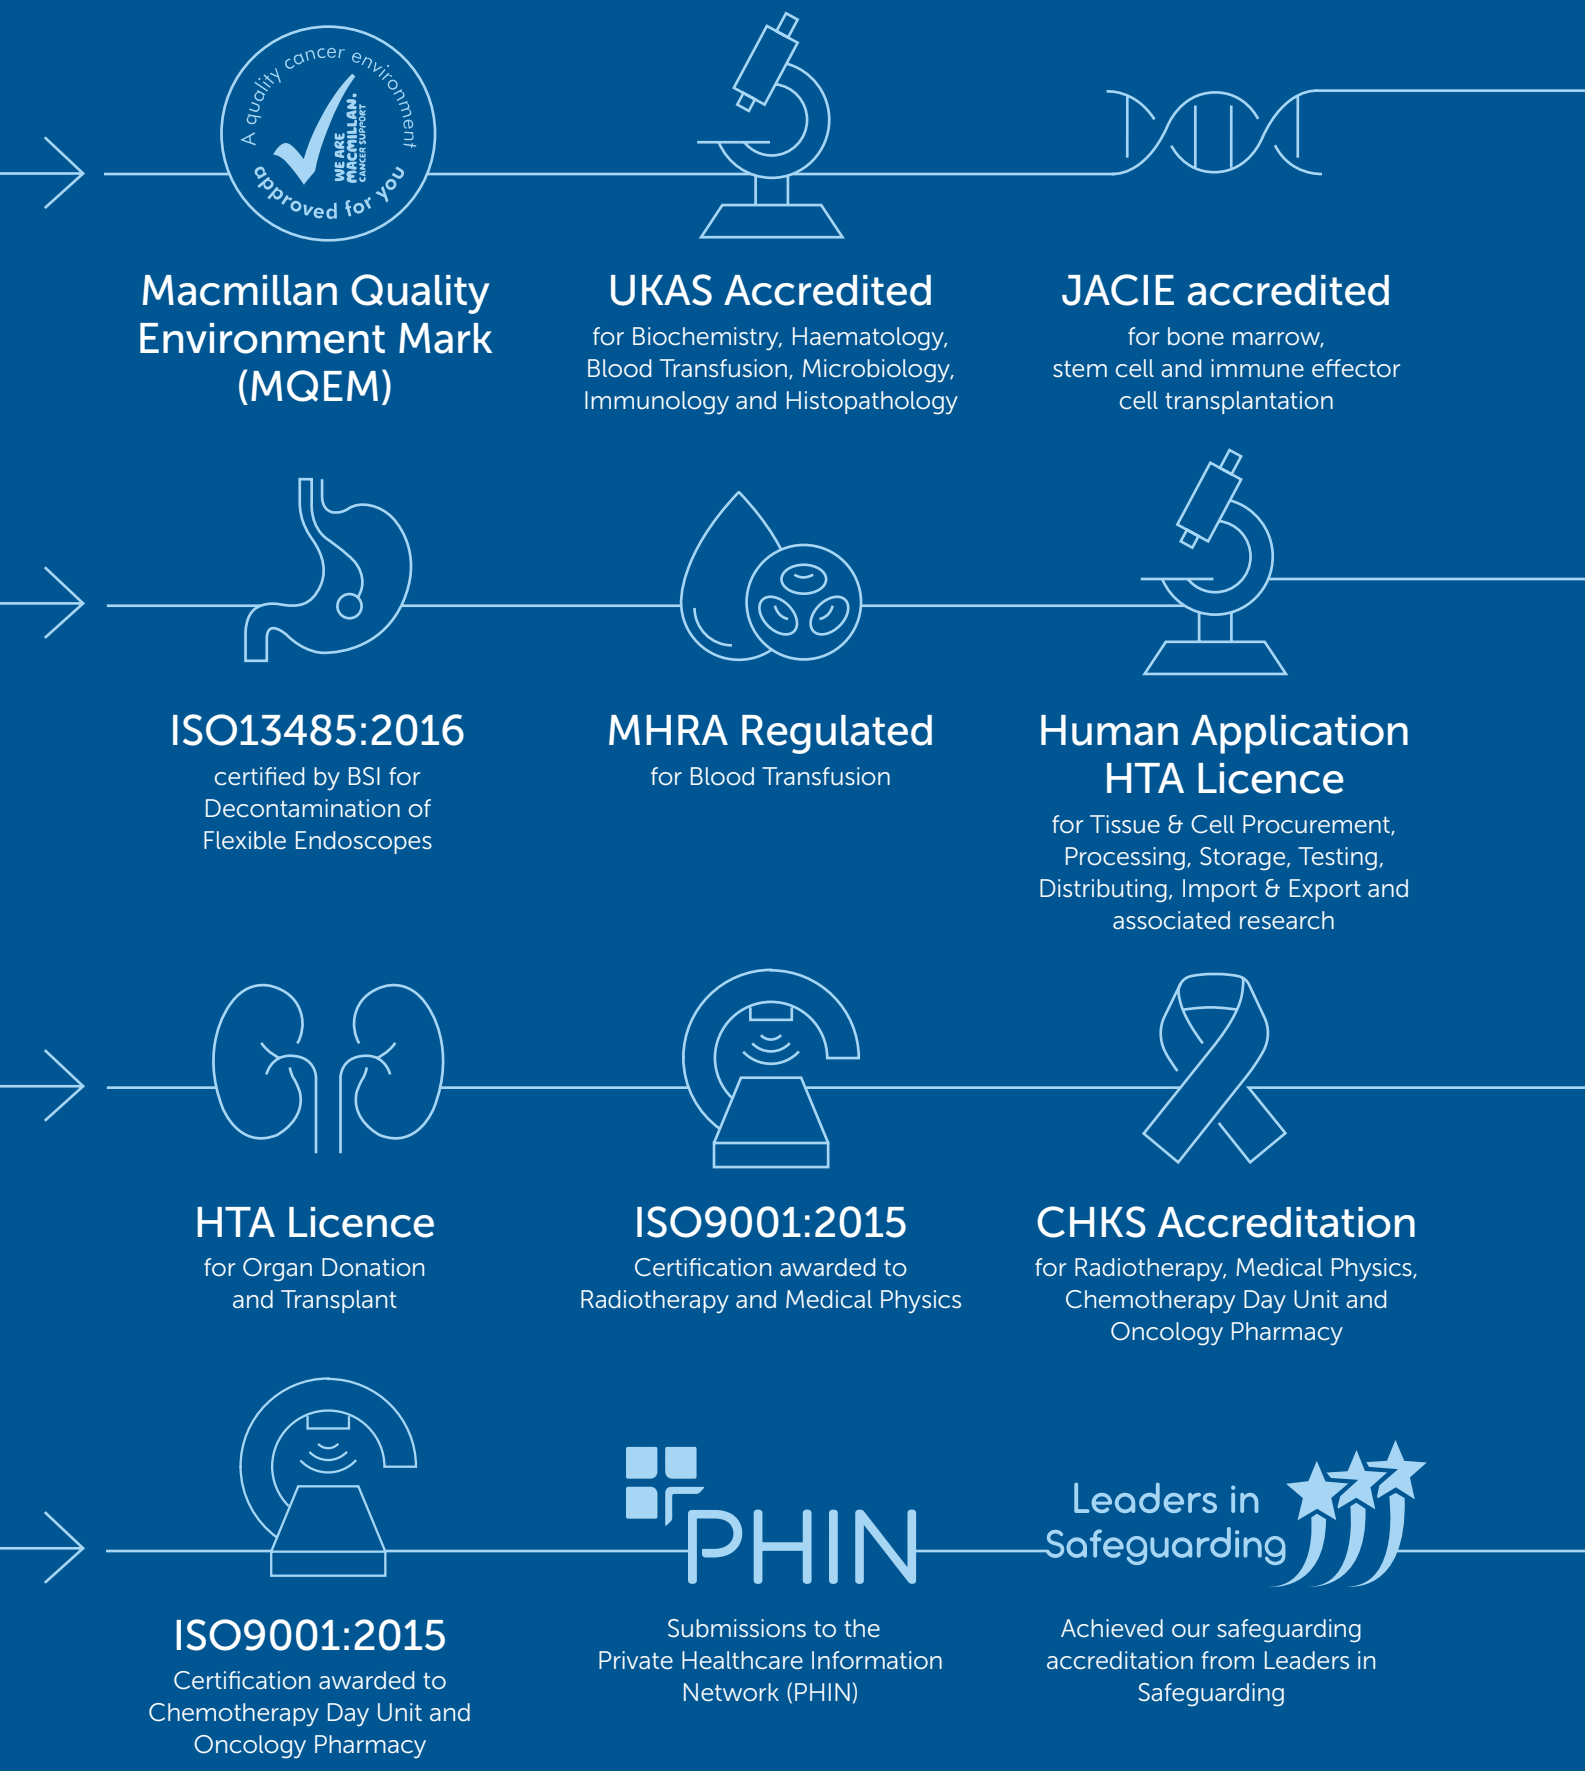 A quality cancer environment
approved for you
WE ARE
MACMILLAN.
CANCER SUPPORT
Macmillan Quality
Environment Mark
(MQEM)
UKAS Accredited
for Biochemistry, Haematology,
Blood Transfusion, Microbiology,
Immunology and Histopathology
JACIE accredited
for bone marrow,
stem cell and immune effector
cell transplantation
ISO13485:2016
certified by BSI for
Decontamination of
Flexible Endoscopes
MHRA Regulated
for Blood Transfusion
Human Application
HTA Licence
for Tissue & Cell Procurement,
Processing, Storage, Testing,
Distributing, Import & Export and
associated research
HTA Licence
for Organ Donation
and Transplant
ISO9001:2015
Certification awarded to
Radiotherapy and Medical Physics
CHKS Accreditation
for Radiotherapy, Medical Physics,
Chemotherapy Day Unit and
Oncology Pharmacy
ISO9001:2015
Certification awarded to
Chemotherapy Day Unit and
Oncology Pharmacy
PHIN
Submissions to the
Private Healthcare Information
Network (PHIN)
Leaders in
Safeguarding
Achieved our safeguarding
accreditation from Leaders in
Safeguarding